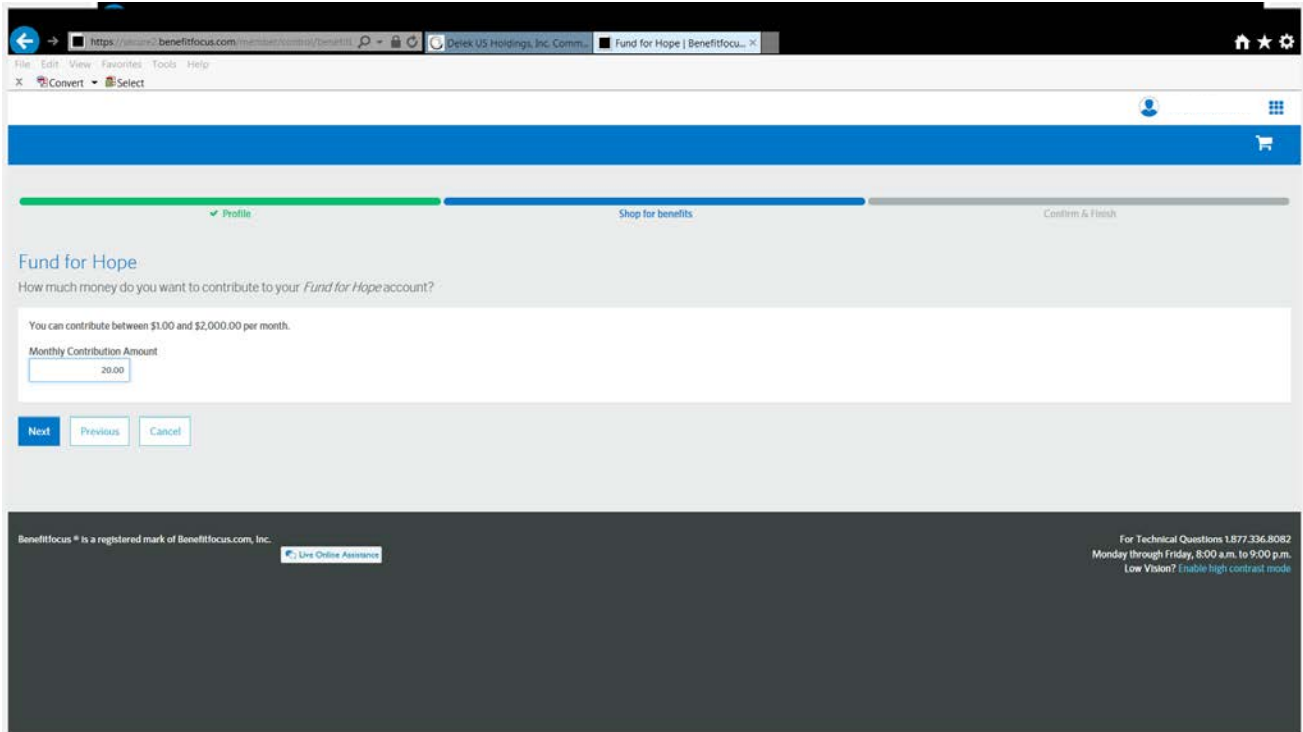 https://secure2.benefitfocus.com/member/control/benefit
Delek US Holdings, Inc. Comm...
Fund for Hope | Benefitfocu...
File Edit View Favorites Tools Help
X Convert Select
Profile
Shop for benefits
Confirm & Finish
Fund for Hope
How much money do you want to contribute to your Fund for Hope account?
You can contribute between $1.00 and $2,000.00 per month.
Monthly Contribution Amount
20.00
Next Previous Cancel
Benefitfocus ® is a registered mark of Benefitfocus.com, Inc.
Live Online Assistance
For Technical Questions 1.877.336.8082
Monday through Friday, 8:00 a.m. to 9:00 p.m.
Low Vision? Enable high contrast mode